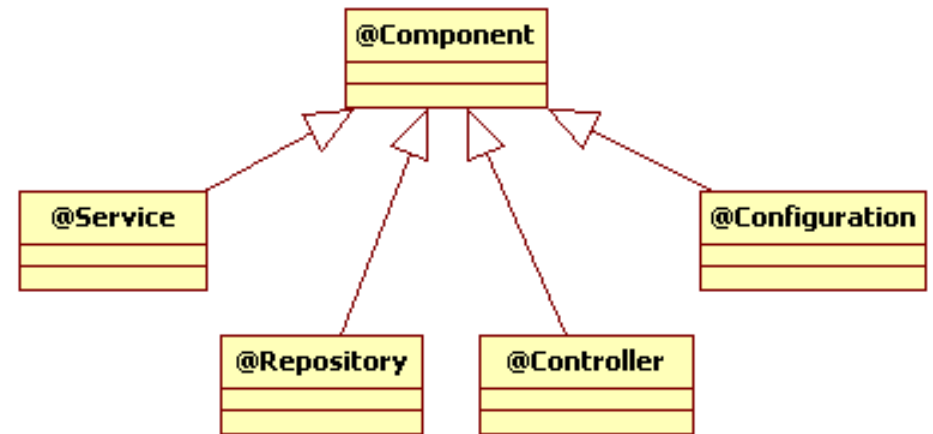 @Component
@Service
@Configuration
@Repository
@Controller